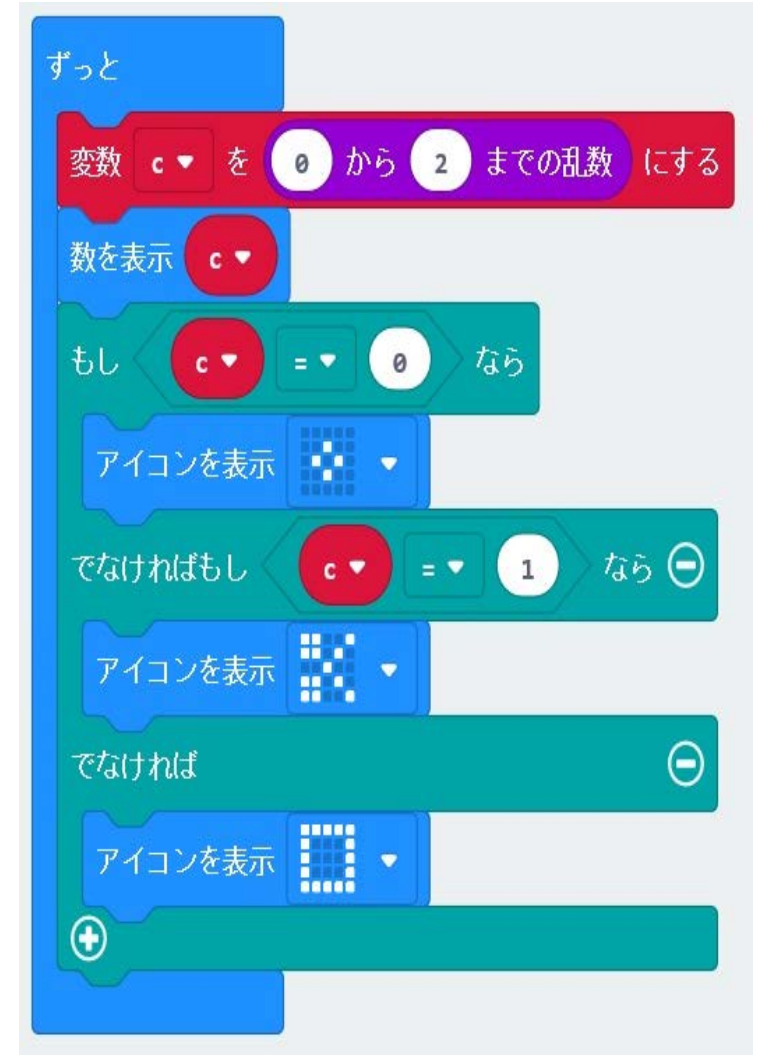 ずっと
変数 c を 0 から 2 までの乱数 にする
数を表示 c
もし c = 0 なら
アイコンを表示
でなければもし c = 1 なら
アイコンを表示
でなければ
アイコンを表示